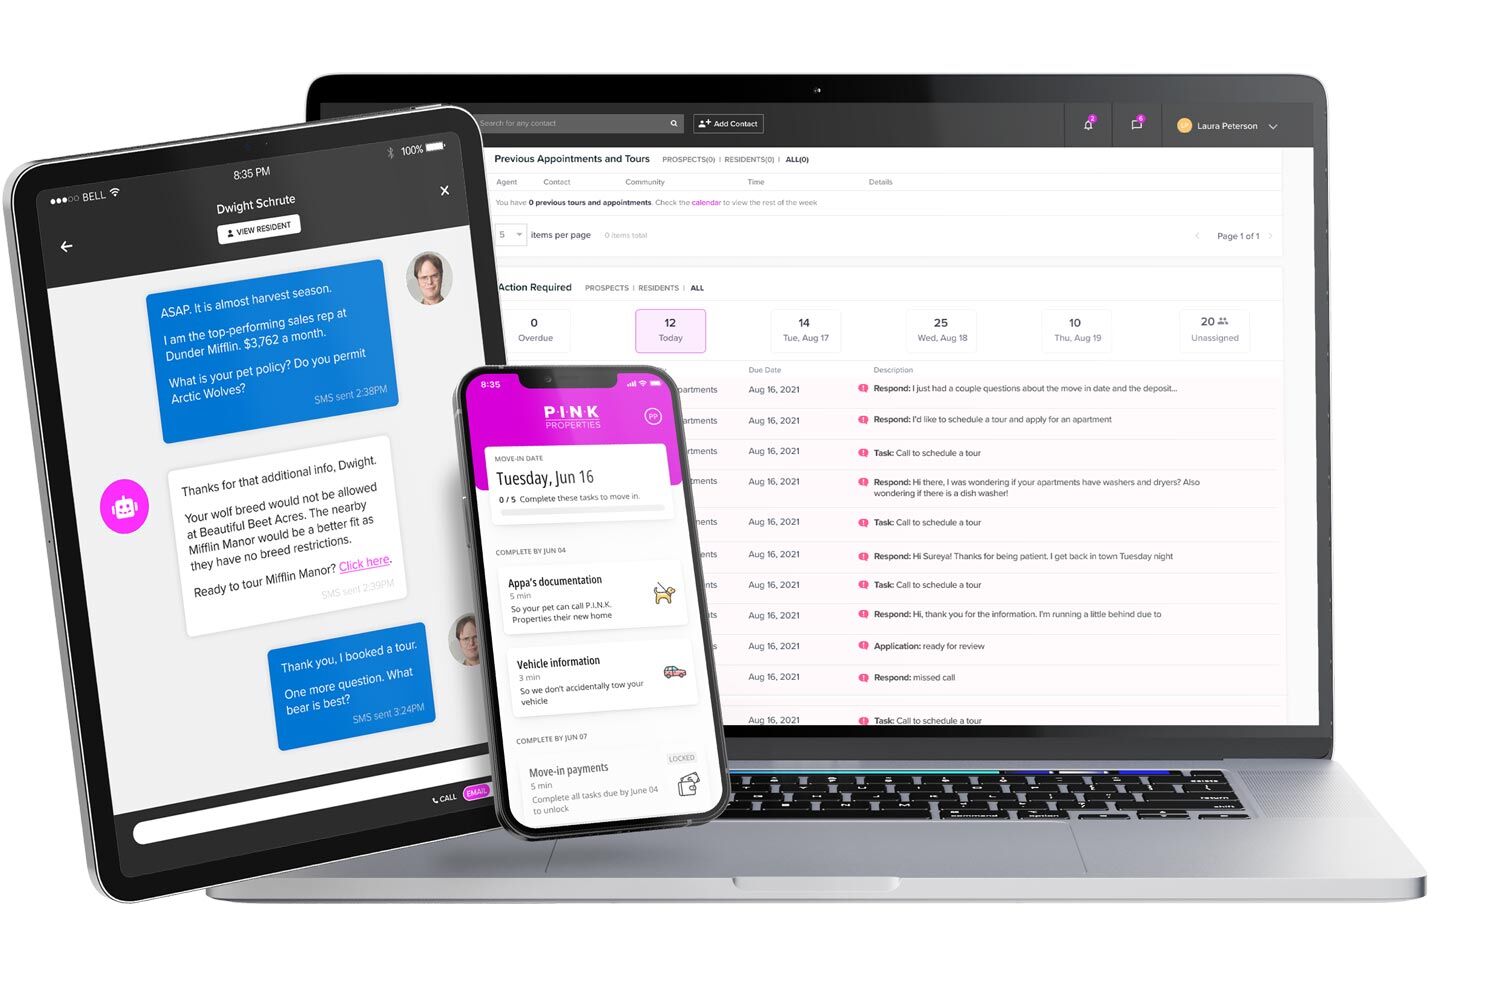 ●●●○○ BELL
8:35 PM
100%
Dwight Schrute
VIEW RESIDENT
ASAP. It is almost harvest season.
I am the top-performing sales rep at
Dunder Mifflin. $3,762 a month.
What is your pet policy? Do you permit
Arctic Wolves?
SMS sent 2:38PM
Thanks for that additional info, Dwight.
Your wolf breed would not be allowed
at Beautiful Beet Acres. The nearby
Mifflin Manor would be a better fit as
they have no breed restrictions.
Ready to tour Mifflin Manor? Click here.
SMS sent 2:39PM
Thank you, I booked a tour.
One more question. What
bear is best?
SMS sent 3:24PM
CALL EMAIL
8:35
P·I·N·K
PROPERTIES
PP
MOVE-IN DATE
Tuesday, Jun 16
0 / 5 Complete these tasks to move in.
COMPLETE BY JUN 04
Appa's documentation
5 min
So your pet can call P.I.N.K.
Properties their new home
Vehicle information
3 min
So we don't accidentally tow your
vehicle
COMPLETE BY JUN 07
LOCKED
Move-in payments
5 min
Complete all tasks due by June 04
to unlock
Search for any contact
Add Contact
2
6
Laura Peterson
Previous Appointments and Tours PROSPECTS(0) | RESIDENTS(0) | ALL(0)
Agent Contact Community Time Details
You have 0 previous tours and appointments. Check the calendar to view the rest of the week
5 items per page 0 items total
Page 1 of 1
Action Required PROSPECTS | RESIDENTS | ALL
0
Overdue
12
Today
14
Tue, Aug 17
25
Wed, Aug 18
10
Thu, Aug 19
20
Unassigned
Due Date Description
partments Aug 16, 2021 Respond: I just had a couple questions about the move in date and the deposit...
rtments Aug 16, 2021 Respond: I'd like to schedule a tour and apply for an apartment
rtments Aug 16, 2021 Task: Call to schedule a tour
tments Aug 16, 2021 Respond: Hi there, I was wondering if your apartments have washers and dryers? Also
wondering if there is a dish washer!
tments Aug 16, 2021 Task: Call to schedule a tour
ents Aug 16, 2021 Respond: Hi Sureya! Thanks for being patient. I get back in town Tuesday night
nts Aug 16, 2021 Task: Call to schedule a tour
ts Aug 16, 2021 Respond: Hi, thank you for the information. I'm running a little behind due to
s Aug 16, 2021 Application: ready for review
Aug 16, 2021 Respond: missed call
Aug 16, 2021 Task: Call to schedule a tour
return
shift
command
option